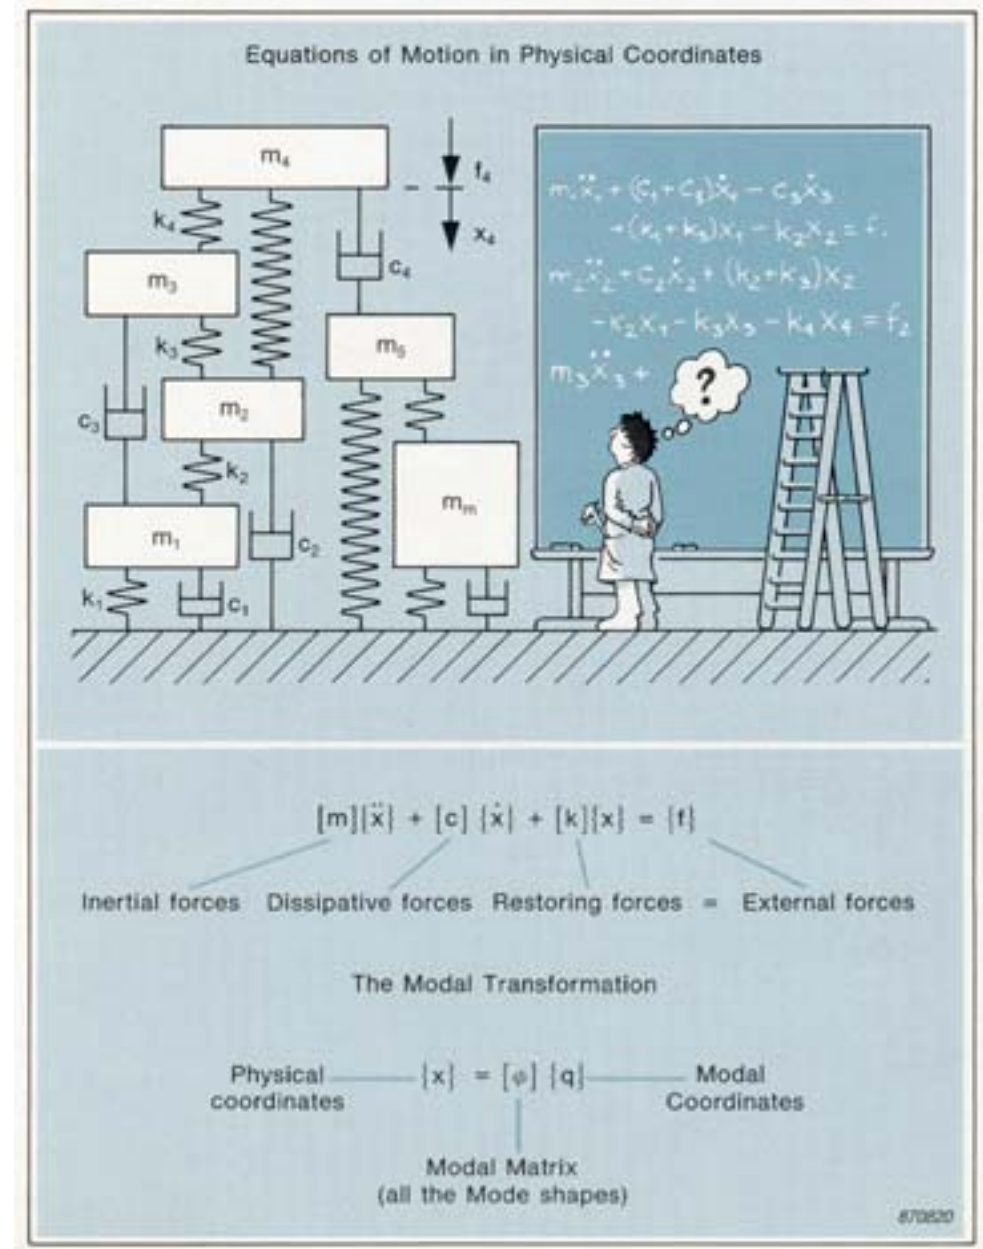 Equations of Motion in Physical Coordinates
m₄
f₄
x₄
k₄
c₄
m₃
m₅
k₃
m₂
c₃
k₂
mₘ
m₁
c₂
k₁
c₁
m₁ẍ₁ + (c₁+c₃)ẋ₁ − c₃ẋ₃
+(k₁+k₃)x₁ − k₂x₂ = f₁
m₂ẍ₂ + c₂ẋ₂ + (k₂+k₃)x₂
−k₂x₁ − k₃x₃ − k₄x₄ = f₂
m₃ẍ₃ +
?
[m]{ẍ} + [c] {ẋ} + [k]{x} = {f}
Inertial forces Dissipative forces Restoring forces = External forces
The Modal Transformation
Physical coordinates
{x} = [φ] {q}
Modal Coordinates
Modal Matrix
(all the Mode shapes)
870820